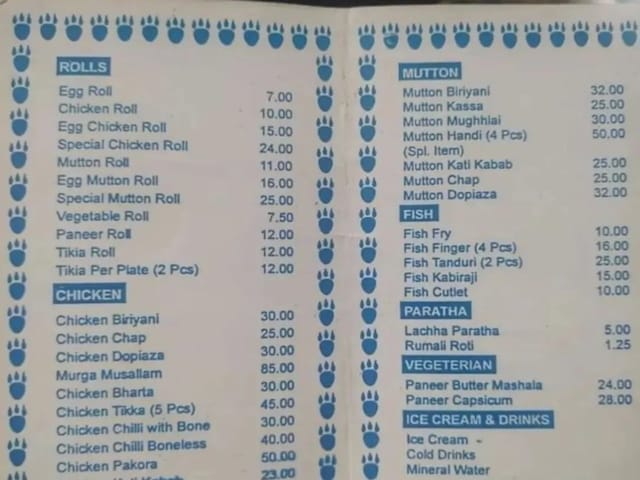 ROLLS
Egg Roll 7.00
Chicken Roll 10.00
Egg Chicken Roll 15.00
Special Chicken Roll 24.00
Mutton Roll 11.00
Egg Mutton Roll 16.00
Special Mutton Roll 25.00
Vegetable Roll 7.50
Paneer Roll 12.00
Tikia Roll 12.00
Tikia Per Plate (2 Pcs) 12.00
CHICKEN
Chicken Biriyani 30.00
Chicken Chap 25.00
Chicken Dopiaza 30.00
Murga Musallam 85.00
Chicken Bharta 30.00
Chicken Tikka (5 Pcs) 45.00
Chicken Chilli with Bone 30.00
Chicken Chilli Boneless 40.00
Chicken Pakora 50.00
Kabab 23.00
MUTTON
Mutton Biriyani 32.00
Mutton Kassa 25.00
Mutton Mughhlai 30.00
Mutton Handi (4 Pcs) 50.00
(Spl. Item)
Mutton Kati Kabab 25.00
Mutton Chap 25.00
Mutton Dopiaza 32.00
FISH
Fish Fry 10.00
Fish Finger (4 Pcs) 16.00
Fish Tanduri (2 Pcs) 25.00
Fish Kabiraji 15.00
Fish Cutlet 10.00
PARATHA
Lachha Paratha 5.00
Rumali Roti 1.25
VEGETERIAN
Paneer Butter Mashala 24.00
Paneer Capsicum 28.00
ICE CREAM & DRINKS
Ice Cream -
Cold Drinks
Mineral Water